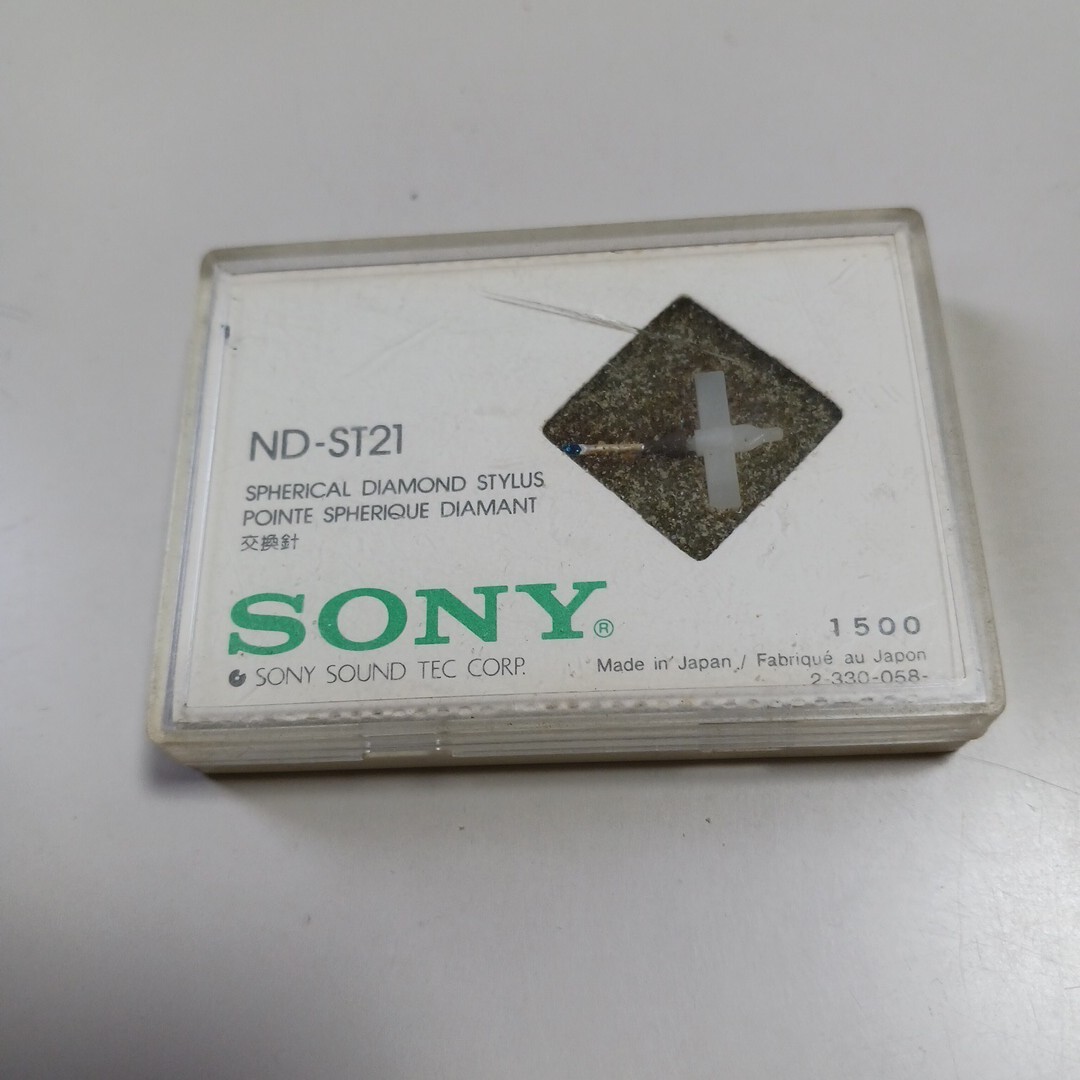 ND-ST21
SPHERICAL DIAMOND STYLUS
POINTE SPHERIQUE DIAMANT
交換針
SONY®
SONY SOUND TEC CORP.
1500
Made in Japan / Fabriqué au Japon
2-330-058-